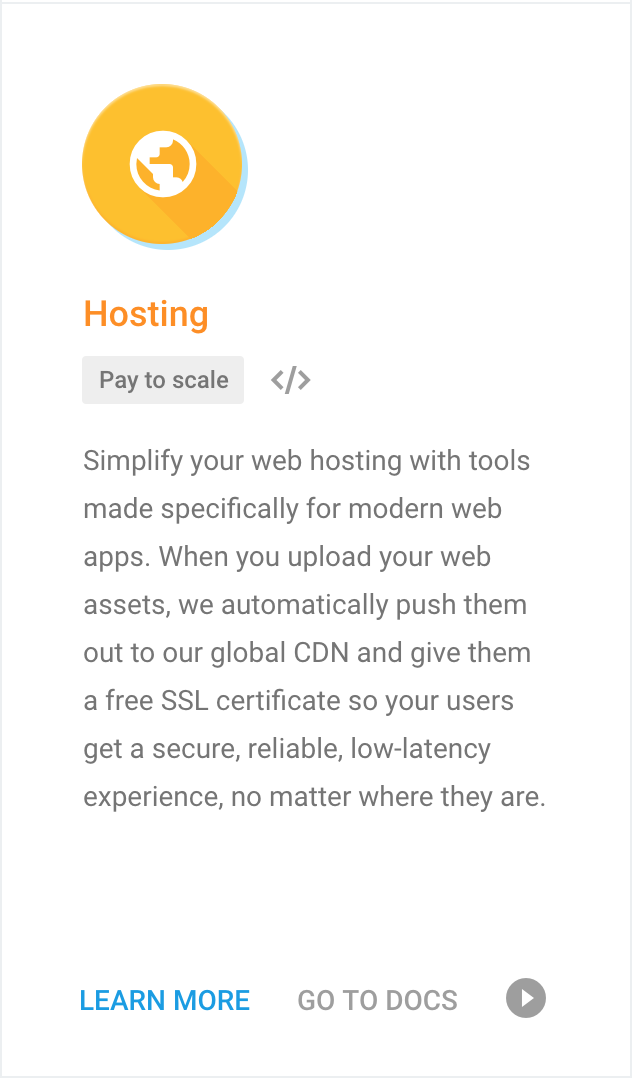 Hosting
Pay to scale </>
Simplify your web hosting with tools
made specifically for modern web
apps. When you upload your web
assets, we automatically push them
out to our global CDN and give them
a free SSL certificate so your users
get a secure, reliable, low-latency
experience, no matter where they are.
LEARN MORE GO TO DOCS